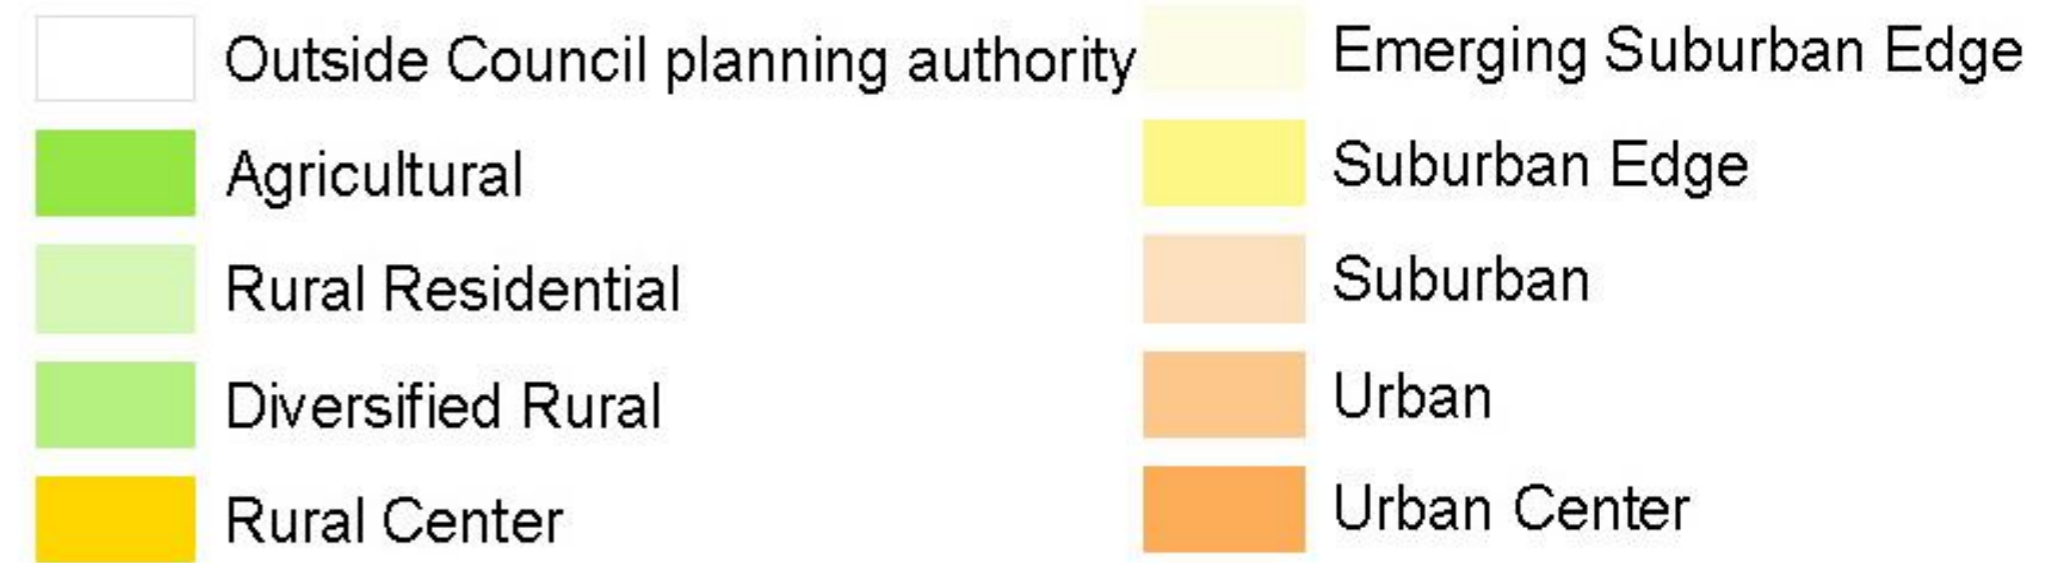 Outside Council planning authority
Agricultural
Rural Residential
Diversified Rural
Rural Center
Emerging Suburban Edge
Suburban Edge
Suburban
Urban
Urban Center